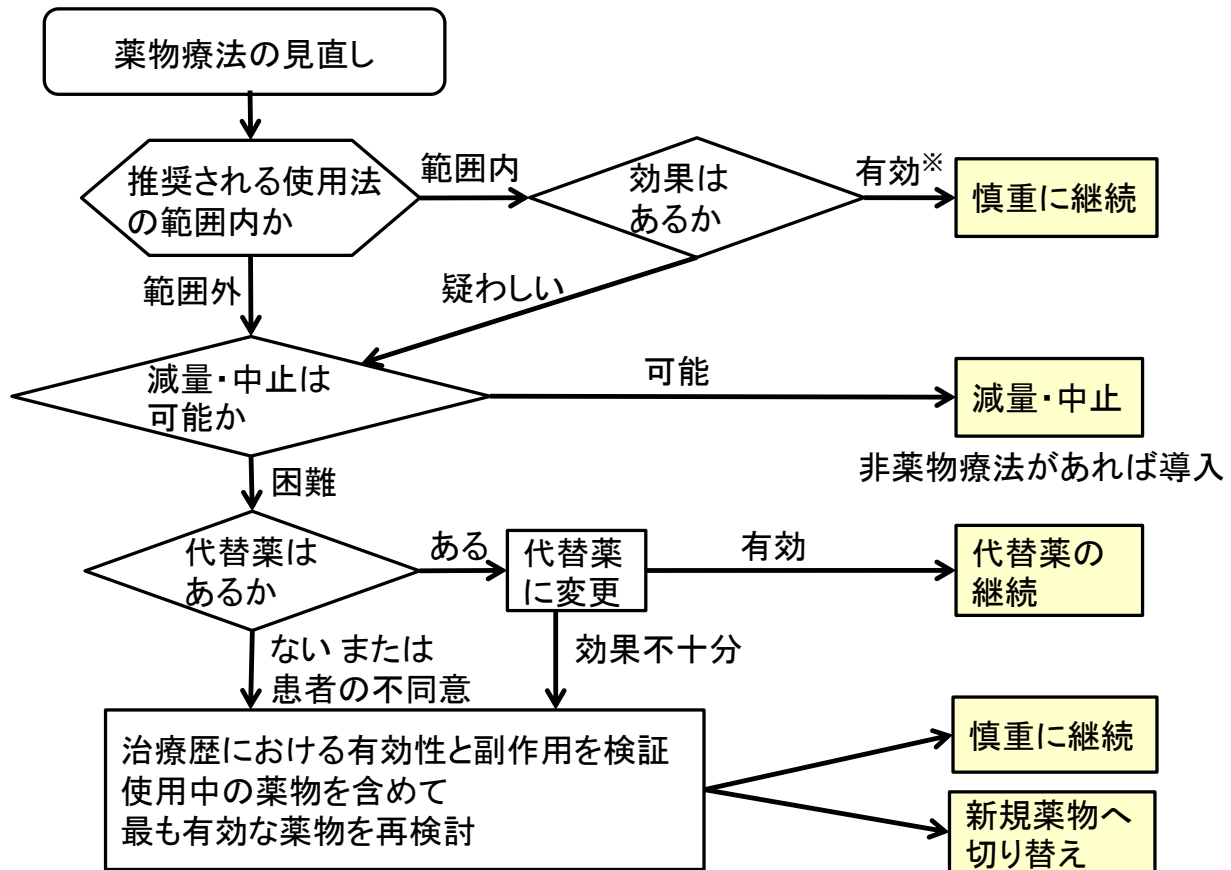 薬物療法の見直し
推奨される使用法
の範囲内か
範囲内
効果は
あるか
有効※
慎重に継続
範囲外
疑わしい
減量・中止は
可能か
可能
減量・中止
非薬物療法があれば導入
困難
代替薬は
あるか
ある
代替薬
に変更
有効
代替薬の
継続
ない または
患者の不同意
効果不十分
治療歴における有効性と副作用を検証
使用中の薬物を含めて
最も有効な薬物を再検討
慎重に継続
新規薬物へ
切り替え